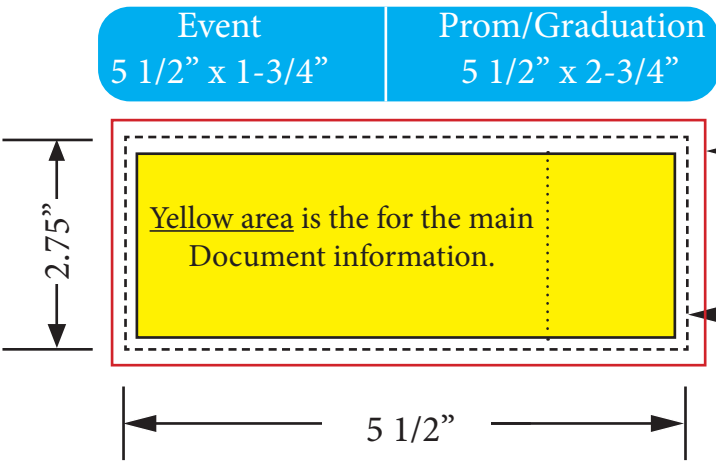 Event
5 1/2” x 1-3/4”
Prom/Graduation
5 1/2” x 2-3/4”
2.75”
Yellow area is the for the main
Document information.
5 1/2”